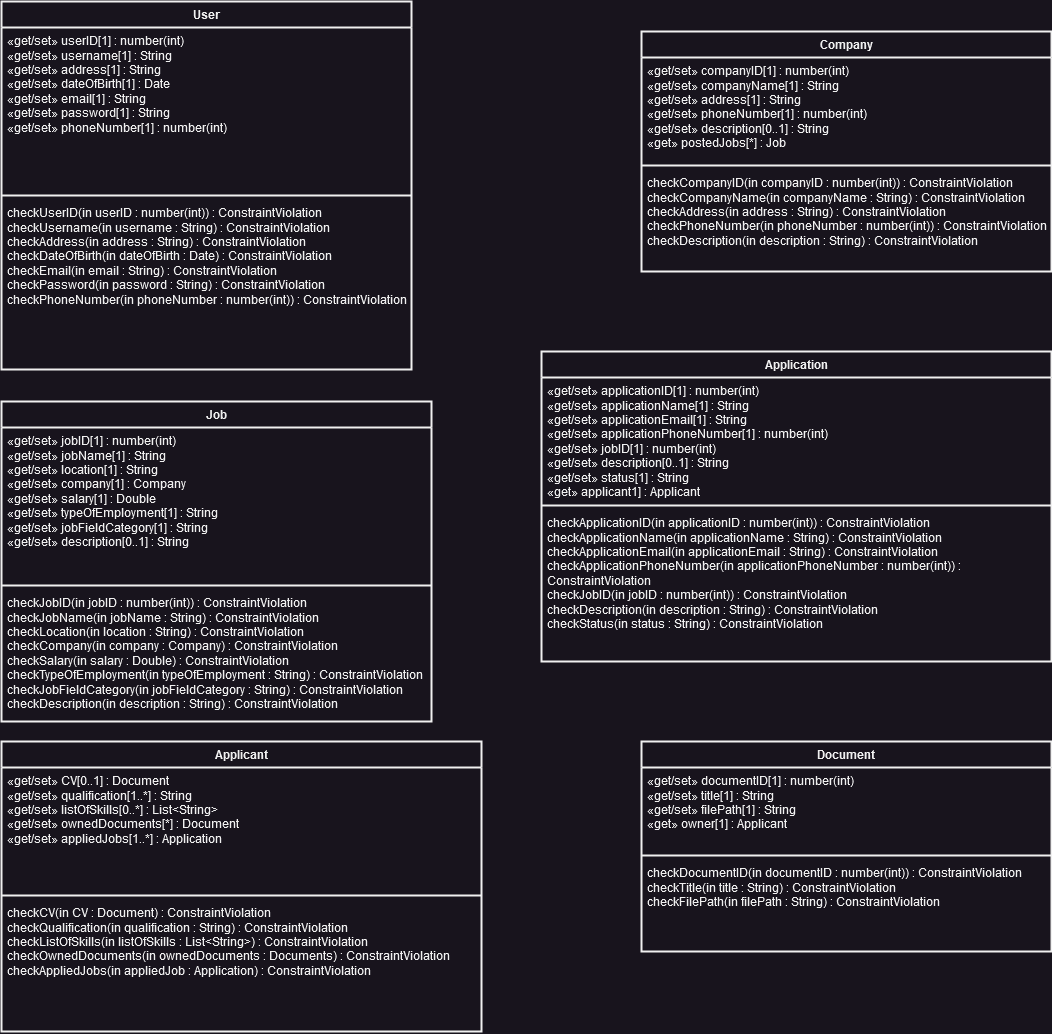 User
«get/set» userID[1] : number(int)
«get/set» username[1] : String
«get/set» address[1] : String
«get/set» dateOfBirth[1] : Date
«get/set» email[1] : String
«get/set» password[1] : String
«get/set» phoneNumber[1] : number(int)
checkUserID(in userID : number(int)) : ConstraintViolation
checkUsername(in username : String) : ConstraintViolation
checkAddress(in address : String) : ConstraintViolation
checkDateOfBirth(in dateOfBirth : Date) : ConstraintViolation
checkEmail(in email : String) : ConstraintViolation
checkPassword(in password : String) : ConstraintViolation
checkPhoneNumber(in phoneNumber : number(int)) : ConstraintViolation
Company
«get/set» companyID[1] : number(int)
«get/set» companyName[1] : String
«get/set» address[1] : String
«get/set» phoneNumber[1] : number(int)
«get/set» description[0..1] : String
«get» postedJobs[*] : Job
checkCompanyID(in companyID : number(int)) : ConstraintViolation
checkCompanyName(in companyName : String) : ConstraintViolation
checkAddress(in address : String) : ConstraintViolation
checkPhoneNumber(in phoneNumber : number(int)) : ConstraintViolation
checkDescription(in description : String) : ConstraintViolation
Job
«get/set» jobID[1] : number(int)
«get/set» jobName[1] : String
«get/set» location[1] : String
«get/set» company[1] : Company
«get/set» salary[1] : Double
«get/set» typeOfEmployment[1] : String
«get/set» jobFieldCategory[1] : String
«get/set» description[0..1] : String
checkJobID(in jobID : number(int)) : ConstraintViolation
checkJobName(in jobName : String) : ConstraintViolation
checkLocation(in location : String) : ConstraintViolation
checkCompany(in company : Company) : ConstraintViolation
checkSalary(in salary : Double) : ConstraintViolation
checkTypeOfEmployment(in typeOfEmployment : String) : ConstraintViolation
checkJobFieldCategory(in jobFieldCategory : String) : ConstraintViolation
checkDescription(in description : String) : ConstraintViolation
Application
«get/set» applicationID[1] : number(int)
«get/set» applicationName[1] : String
«get/set» applicationEmail[1] : String
«get/set» applicationPhoneNumber[1] : number(int)
«get/set» jobID[1] : number(int)
«get/set» description[0..1] : String
«get/set» status[1] : String
«get» applicant1] : Applicant
checkApplicationID(in applicationID : number(int)) : ConstraintViolation
checkApplicationName(in applicationName : String) : ConstraintViolation
checkApplicationEmail(in applicationEmail : String) : ConstraintViolation
checkApplicationPhoneNumber(in applicationPhoneNumber : number(int)) :
ConstraintViolation
checkJobID(in jobID : number(int)) : ConstraintViolation
checkDescription(in description : String) : ConstraintViolation
checkStatus(in status : String) : ConstraintViolation
Applicant
«get/set» CV[0..1] : Document
«get/set» qualification[1..*] : String
«get/set» listOfSkills[0..*] : List<String>
«get/set» ownedDocuments[*] : Document
«get/set» appliedJobs[1..*] : Application
checkCV(in CV : Document) : ConstraintViolation
checkQualification(in qualification : String) : ConstraintViolation
checkListOfSkills(in listOfSkills : List<String>) : ConstraintViolation
checkOwnedDocuments(in ownedDocuments : Documents) : ConstraintViolation
checkAppliedJobs(in appliedJob : Application) : ConstraintViolation
Document
«get/set» documentID[1] : number(int)
«get/set» title[1] : String
«get/set» filePath[1] : String
«get» owner[1] : Applicant
checkDocumentID(in documentID : number(int)) : ConstraintViolation
checkTitle(in title : String) : ConstraintViolation
checkFilePath(in filePath : String) : ConstraintViolation